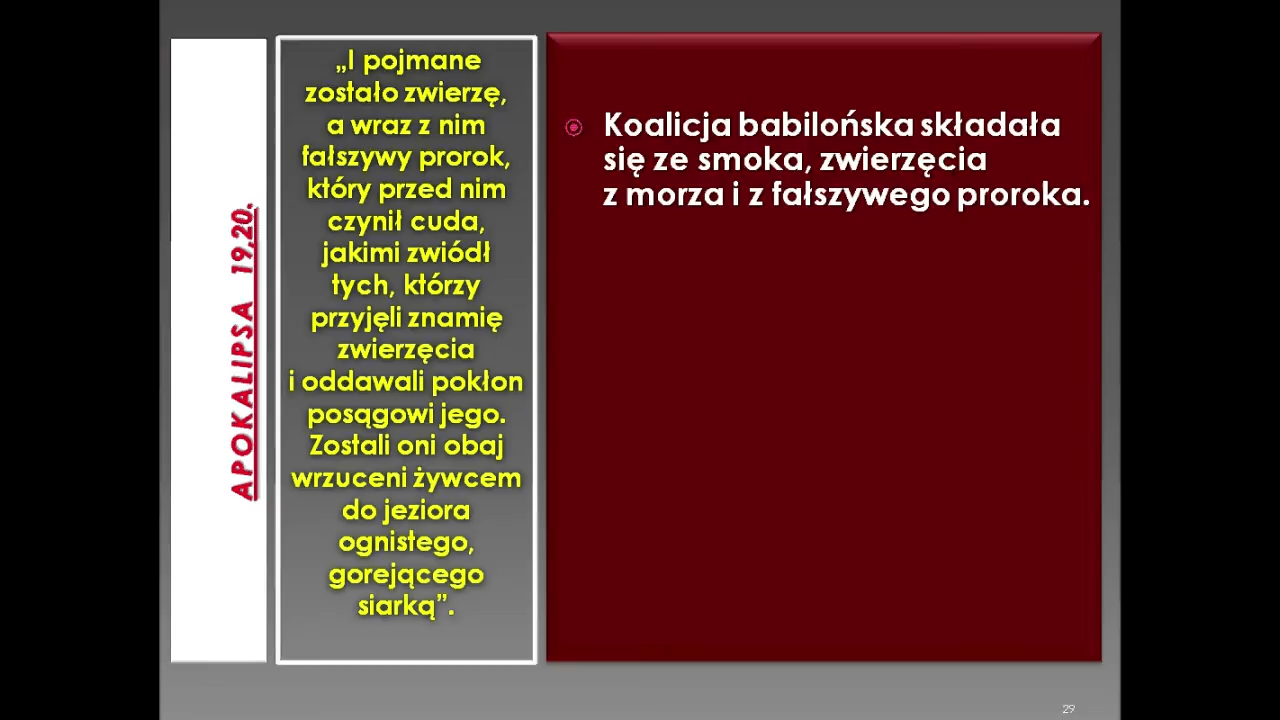 APOKALIPSA 19,20.
„I pojmane
zostało zwierzę,
a wraz z nim
fałszywy prorok,
który przed nim
czynił cuda,
jakimi zwiódł
tych, którzy
przyjęli znamię
zwierzęcia
i oddawali pokłon
posągowi jego.
Zostali oni obaj
wrzuceni żywcem
do jeziora
ognistego,
gorejącego
siarką”.
Koalicja babilońska składała
się ze smoka, zwierzęcia
z morza i z fałszywego proroka.
29